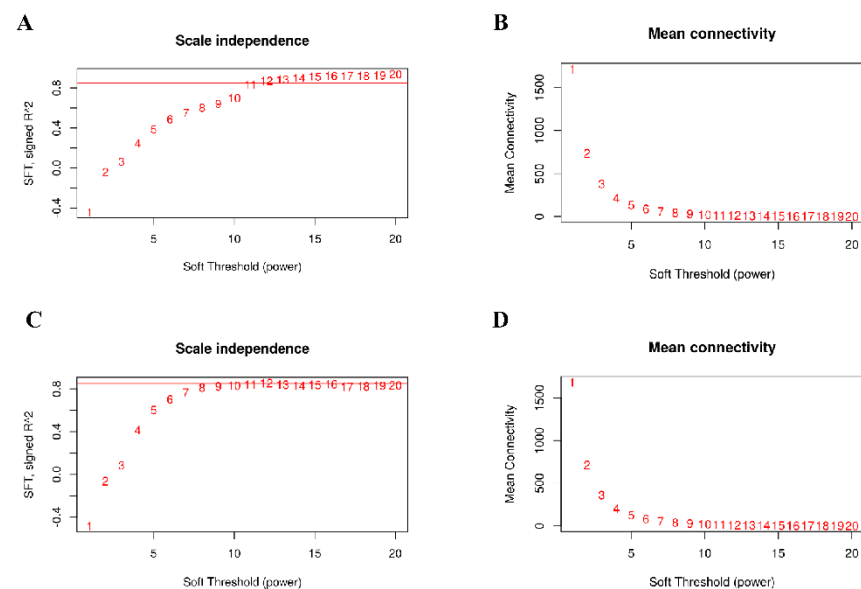 A
Scale independence
SFT, signed R^2
0.8
0.4
0.0
-0.4
1 2 3 4 5 6 7 8 9 10 11 12 13 14 15 16 17 18 19 20
5 10 15 20
Soft Threshold (power)
B
Mean connectivity
Mean Connectivity
1500
1000
500
0
1 2 3 4 5 6 7 8 9 10 11 12 13 14 15 16 17 18 19 20
5 10 15 20
Soft Threshold (power)
C
Scale independence
SFT, signed R^2
0.8
0.4
0.0
-0.4
1 2 3 4 5 6 7 8 9 10 11 12 13 14 15 16 17 18 19 20
5 10 15 20
Soft Threshold (power)
D
Mean connectivity
Mean Connectivity
1500
1000
500
0
1 2 3 4 5 6 7 8 9 10 11 12 13 14 15 16 17 18 19 20
5 10 15 20
Soft Threshold (power)